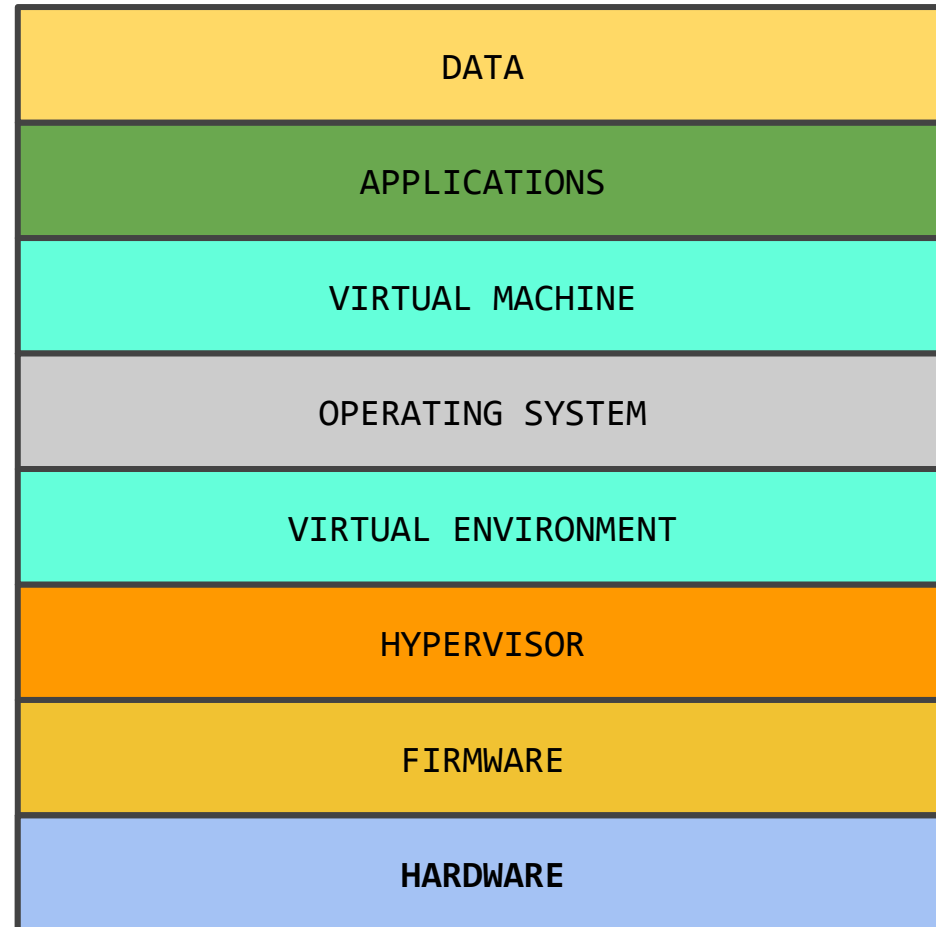 DATA
APPLICATIONS
VIRTUAL MACHINE
OPERATING SYSTEM
VIRTUAL ENVIRONMENT
HYPERVISOR
FIRMWARE
HARDWARE